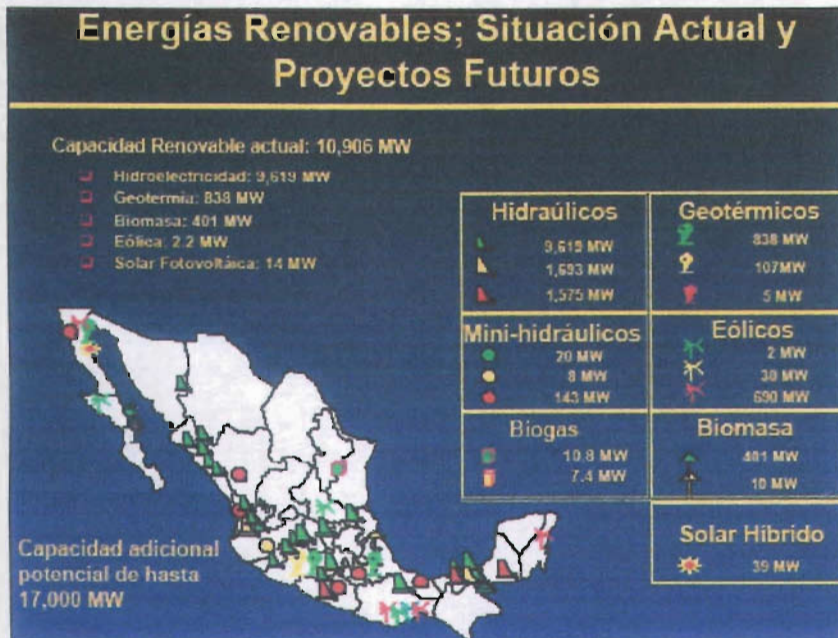 Energías Renovables; Situación Actual y
Proyectos Futuros
Capacidad Renovable actual: 10,906 MW
Hidroelectricidad: 9,619 MW
Geotermia: 838 MW
Biomasa: 401 MW
Eólica: 2.2 MW
Solar Fotovoltáica: 14 MW
Hidraúlicos
9,619 MW
1,693 MW
1,575 MW
Geotérmicos
838 MW
107MW
5 MW
Mini-hidráulicos
20 MW
8 MW
143 MW
Eólicos
2 MW
30 MW
690 MW
Biogas
10.8 MW
7.4 MW
Biomasa
401 MW
10 MW
Solar Híbrido
39 MW
Capacidad adicional
potencial de hasta
17,000 MW